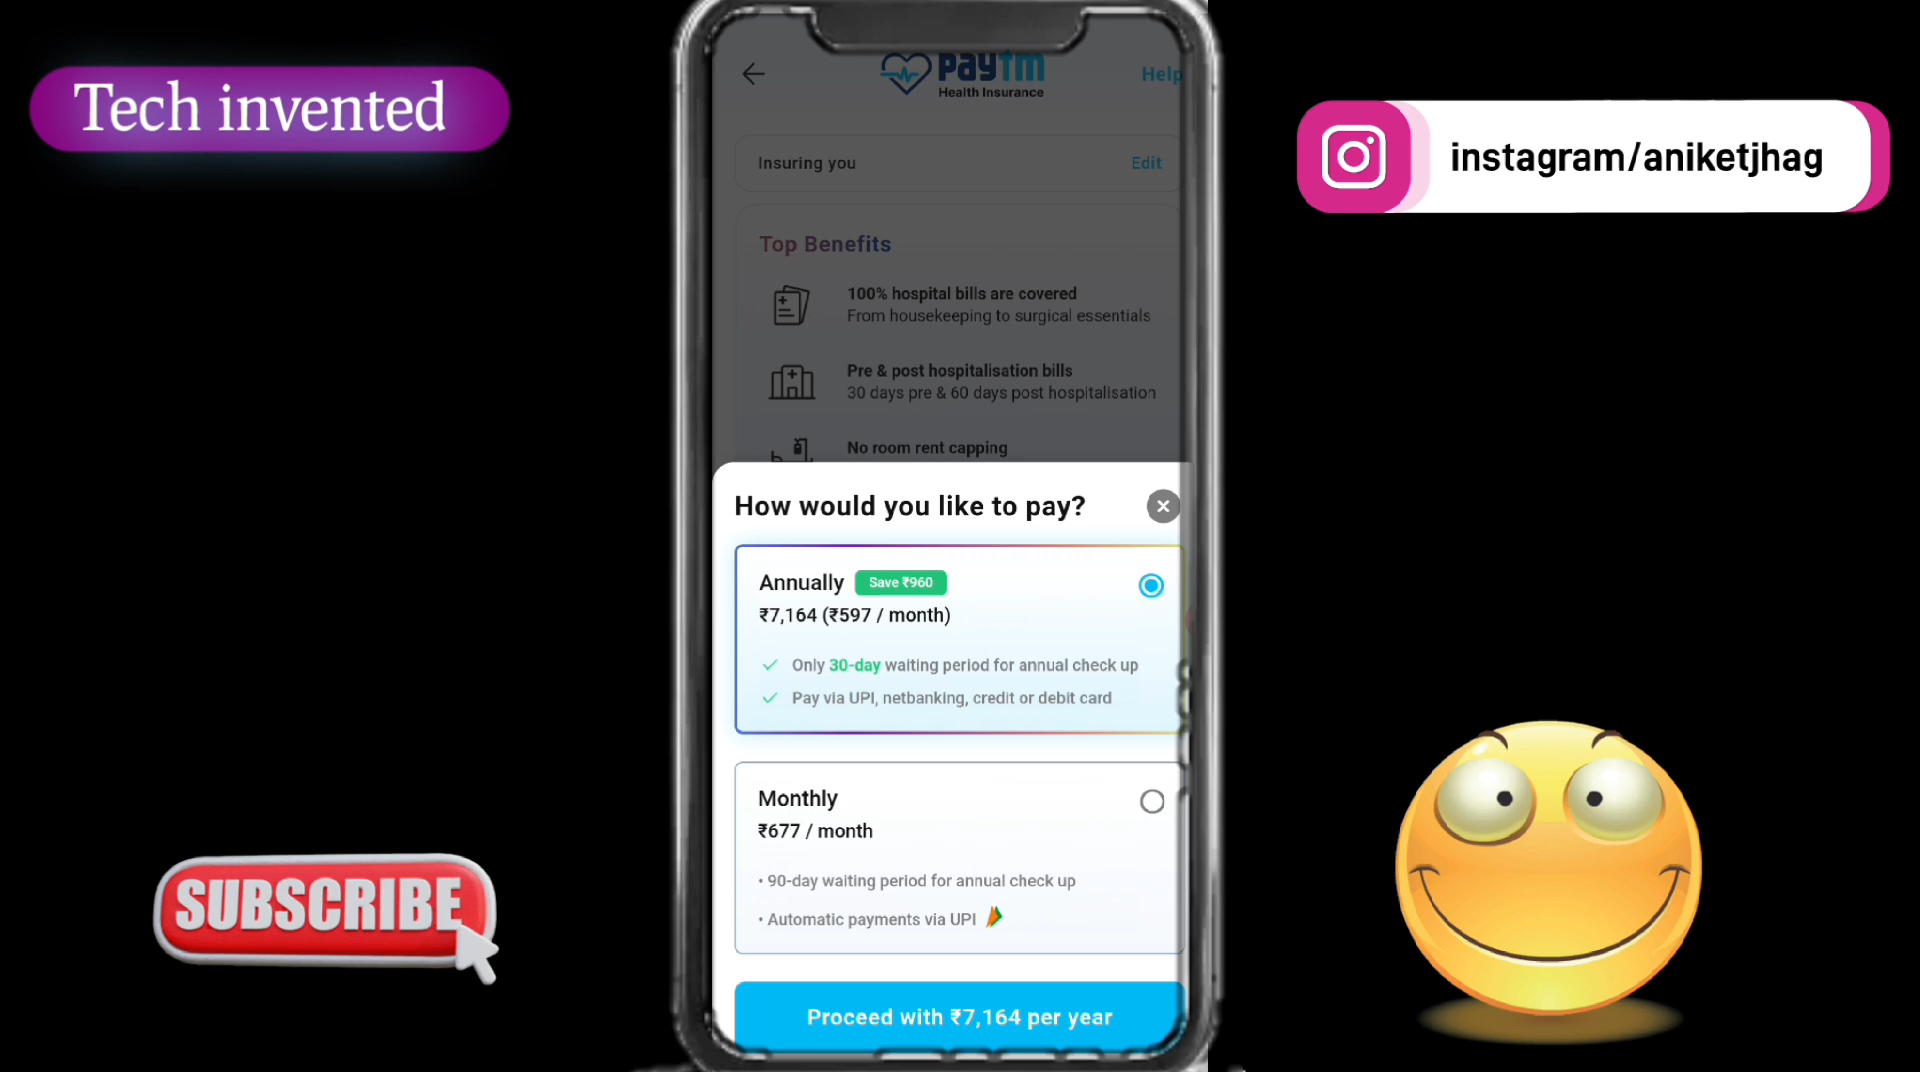 Tech invented
paytm
Health Insurance
Help
instagram/aniketjhag
Insuring you
Edit
Top Benefits
100% hospital bills are covered
From housekeeping to surgical essentials
Pre & post hospitalisation bills
30 days pre & 60 days post hospitalisation
No room rent capping
How would you like to pay?
Annually
Save ₹960
₹7,164 (₹597 / month)
Only 30-day waiting period for annual check up
Pay via UPI, netbanking, credit or debit card
Monthly
₹677 / month
• 90-day waiting period for annual check up
• Automatic payments via UPI
SUBSCRIBE
Proceed with ₹7,164 per year